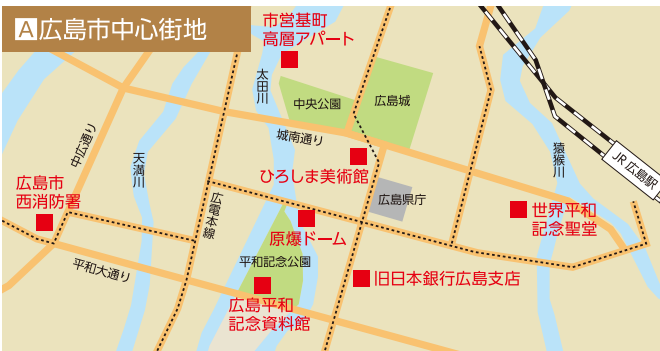 A広島市中心街地
市営基町
高層アパート
太田川
中央公園
広島城
城南通り
中広通り
天満川
猿猴川
JR広島駅
ひろしま美術館
広島市
西消防署
広電本線
広島県庁
世界平和
記念聖堂
原爆ドーム
平和記念公園
平和大通り
旧日本銀行広島支店
広島平和
記念資料館